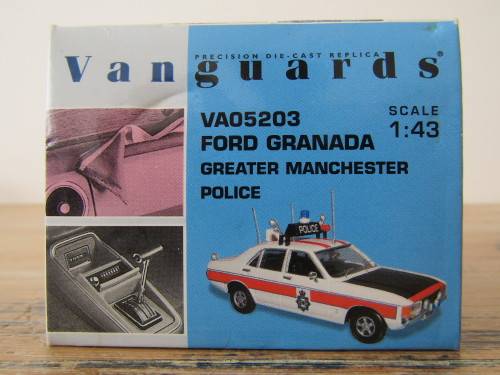 PRECISION DIE-CAST REPLICA
Vanguards®
VA05203
FORD GRANADA
GREATER MANCHESTER
POLICE
SCALE
1:43
POLICE